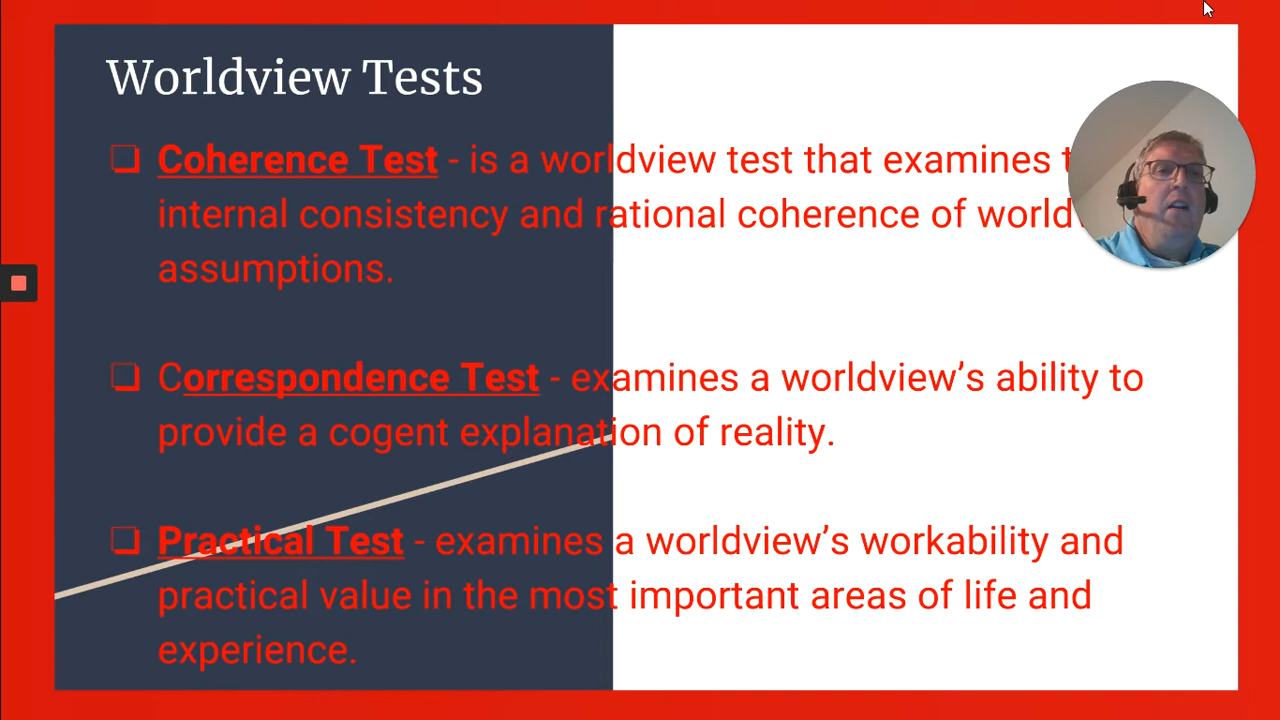 Worldview Tests
Coherence Test - is a worldview test that examines
internal consistency and rational coherence of world
assumptions.
Correspondence Test - examines a worldview’s ability to
provide a cogent explanation of reality.
Practical Test - examines a worldview’s workability and
practical value in the most important areas of life and
experience.